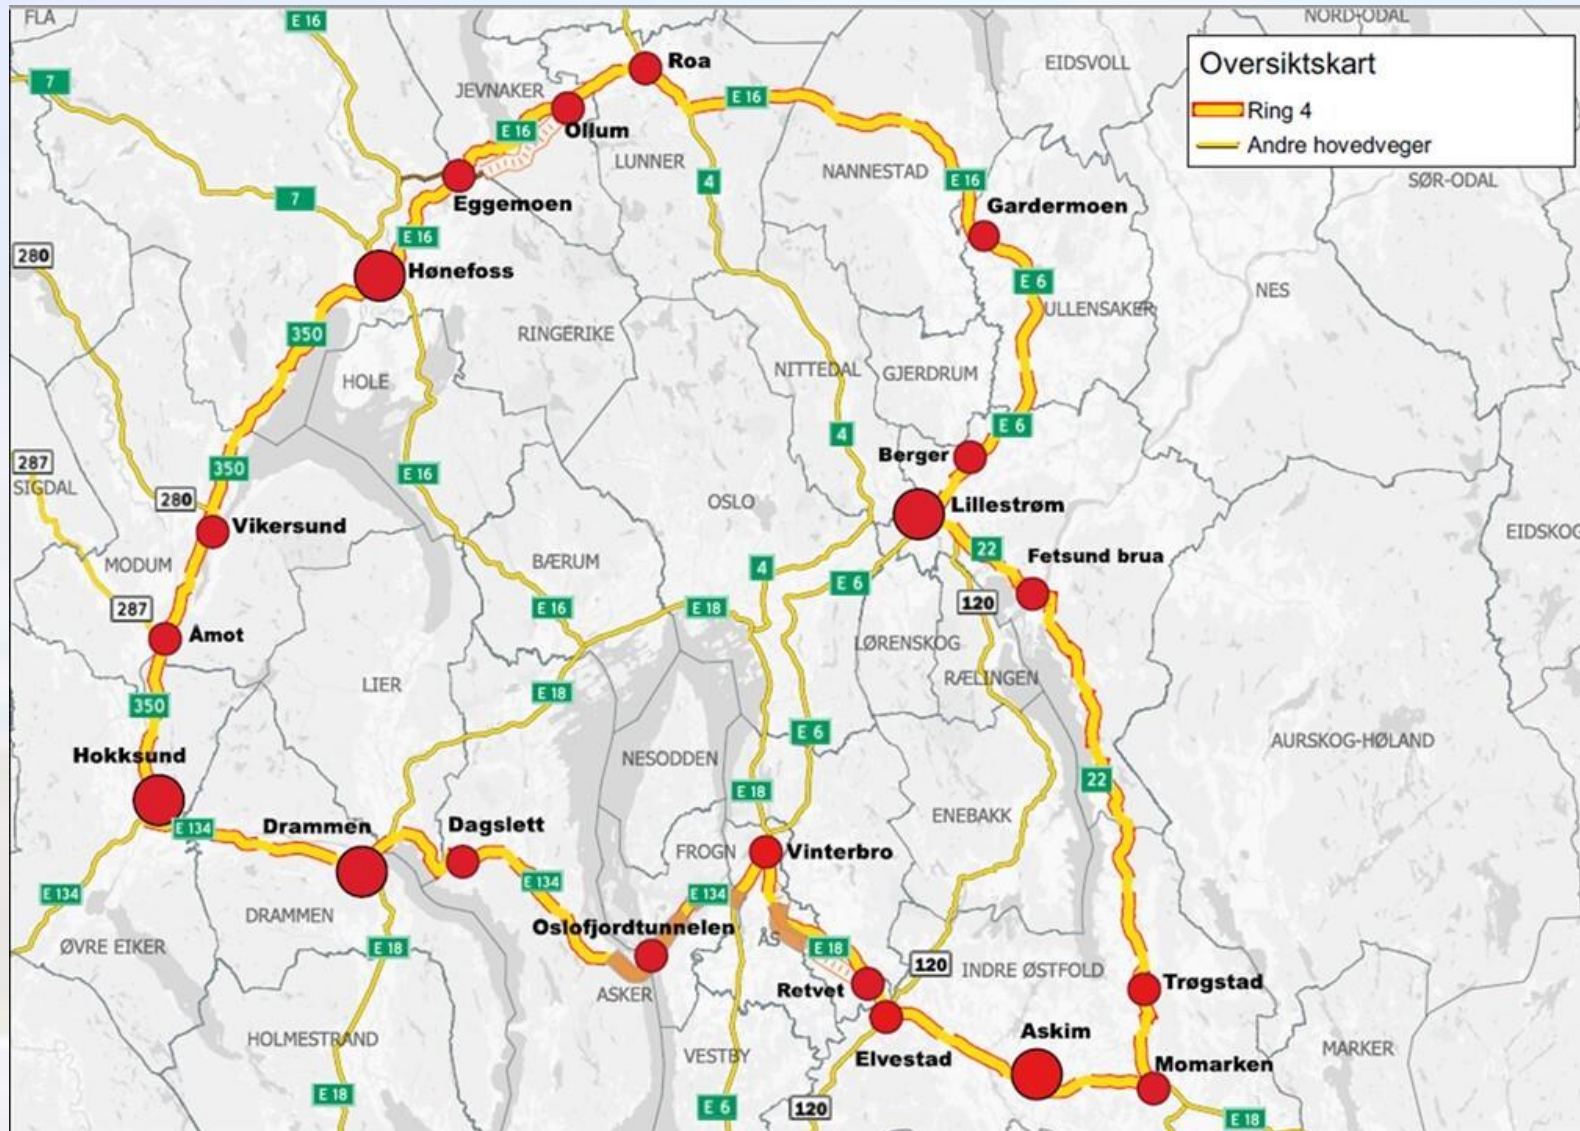 FLÅ
E 16
NORD-ODAL
Oversiktskart
Ring 4
Andre hovedveger
7
Roa
EIDSVOLL
JEVNAKER
E 16
E 16
Olum
LUNNER
NANNESTAD
E 16
SØR-ODAL
4
7
Eggemoen
Gardermoen
E 16
280
Hønefoss
E 6
NES
ULLENSAKER
350
RINGERIKE
HOLE
NITTEDAL
GJERDRUM
4
E 6
Berger
287
SIGDAL
350
E 16
280
OSLO
Lillestrøm
Vikersund
EIDSKOG
22
Fetsund brua
MODUM
BÆRUM
4
E 6
287
E 16
E 18
120
Åmot
LØRENSKOG
RÆLINGEN
LIER
E 18
350
E 6
AURSKOG-HØLAND
Hokksund
NESODDEN
22
E 18
ENEBAKK
E 134
Drammen
Dagslett
FROGN
Vinterbro
E 134
E 134
E 134
DRAMMEN
Oslofjordtunnelen
ÅS
E 18
ØVRE EIKER
E 18
120
INDRE ØSTFOLD
Retvet
Trøgstad
ASKER
HOLMESTRAND
Askim
VESTBY
Elvestad
MARKER
Momarken
E 18
E 6
120
E 18